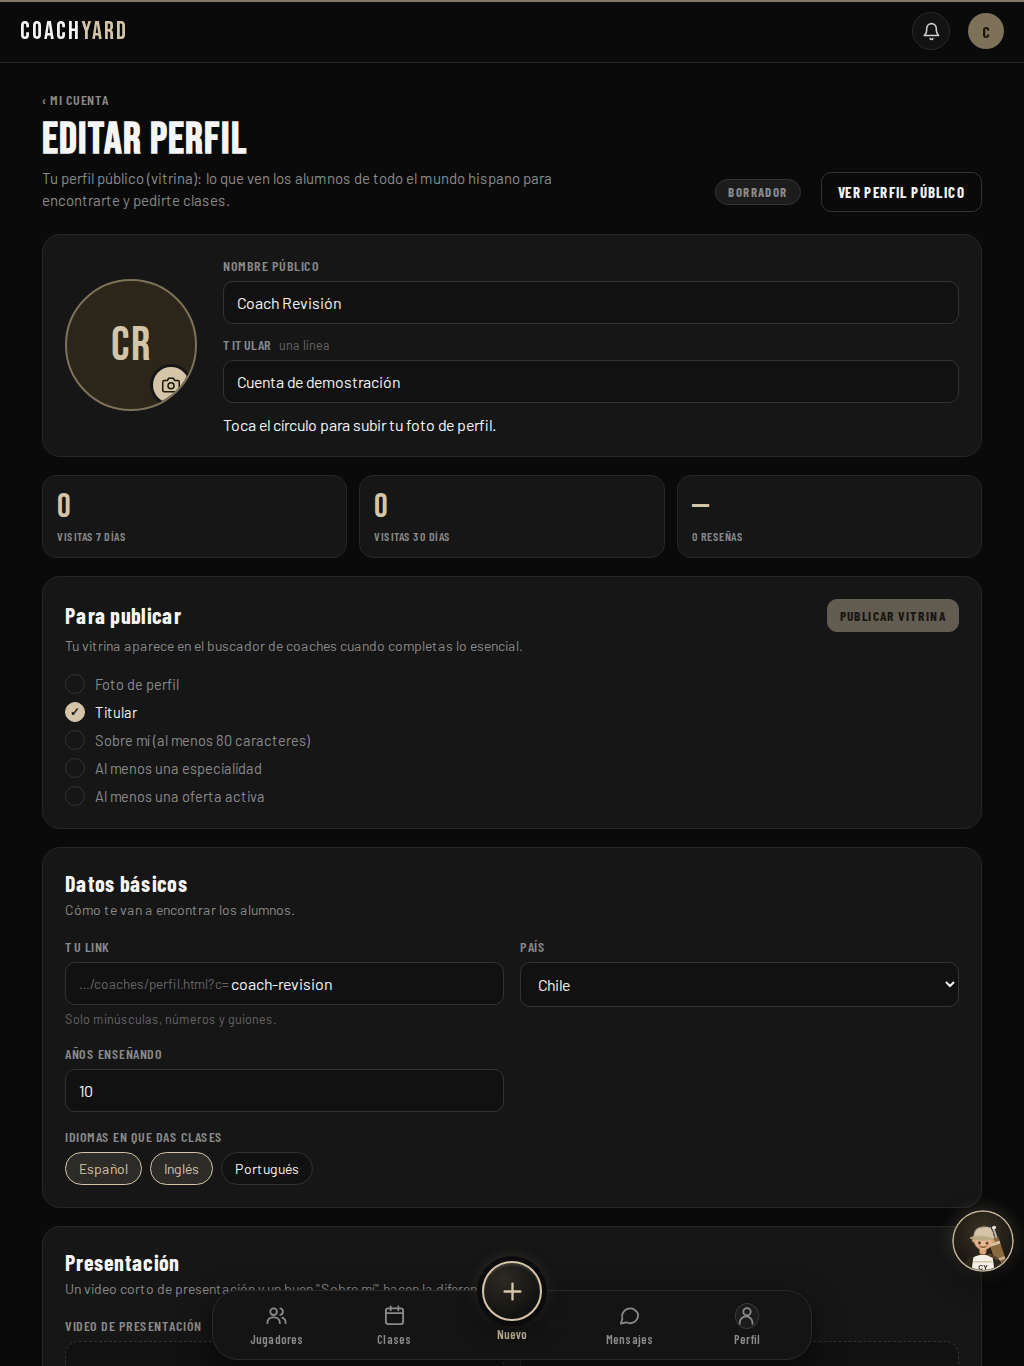 COACHYARD
C
‹ MI CUENTA
EDITAR PERFIL
Tu perfil público (vitrina): lo que ven los alumnos de todo el mundo hispano para
encontrarte y pedirte clases.
BORRADOR
VER PERFIL PÚBLICO
CR
NOMBRE PÚBLICO
Coach Revisión
TITULAR una línea
Cuenta de demostración
Toca el círculo para subir tu foto de perfil.
0
VISITAS 7 DÍAS
0
VISITAS 30 DÍAS
—
0 RESEÑAS
Para publicar
PUBLICAR VITRINA
Tu vitrina aparece en el buscador de coaches cuando completas lo esencial.
Foto de perfil
✓ Titular
Sobre mí (al menos 80 caracteres)
Al menos una especialidad
Al menos una oferta activa
Datos básicos
Cómo te van a encontrar los alumnos.
TU LINK
.../coaches/perfil.html?c= coach-revision
Solo minúsculas, números y guiones.
PAÍS
Chile
AÑOS ENSEÑANDO
10
IDIOMAS EN QUE DAS CLASES
Español
Inglés
Portugués
Presentación
Un video corto de presentación y un buen "Sobre mí" hacen la
VIDEO DE PRESENTACIÓN
CY
Jugadores
Clases
Nuevo
Mensajes
Perfil